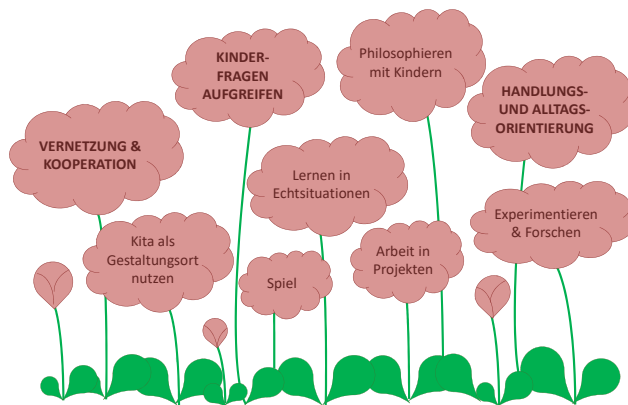 KINDER-
FRAGEN
AUFGREIFEN
Philosophieren
mit Kindern
HANDLUNGS-
UND ALLTAGS-
ORIENTIERUNG
VERNETZUNG &
KOOPERATION
Lernen in
Echtsituationen
Kita als
Gestaltungsort
nutzen
Spiel
Arbeit in
Projekten
Experimentieren
& Forschen